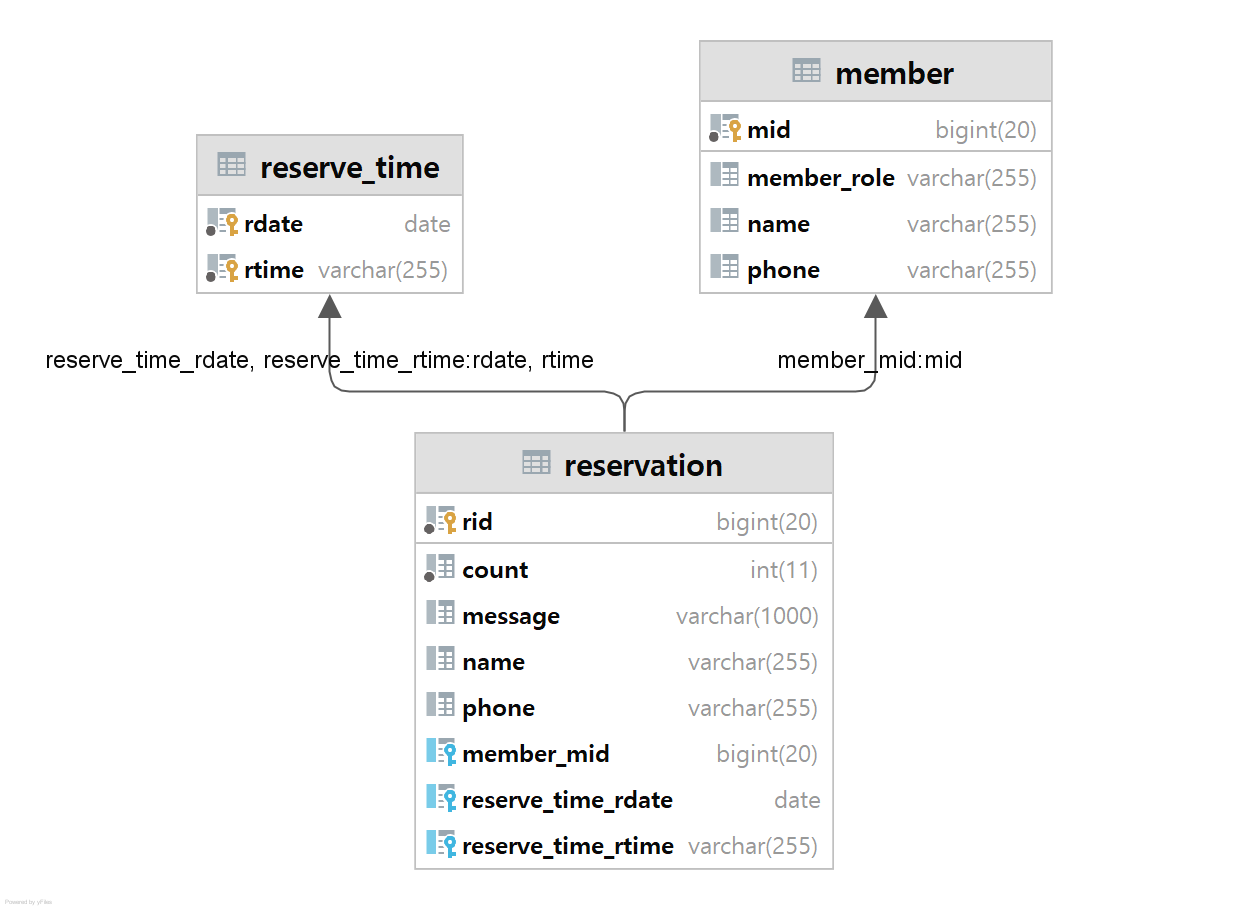 member
mid bigint(20)
member_role varchar(255)
name varchar(255)
phone varchar(255)
reserve_time
rdate date
rtime varchar(255)
reserve_time_rdate, reserve_time_rtime:rdate, rtime
member_mid:mid
reservation
rid bigint(20)
count int(11)
message varchar(1000)
name varchar(255)
phone varchar(255)
member_mid bigint(20)
reserve_time_rdate date
reserve_time_rtime varchar(255)
Powered by yFiles